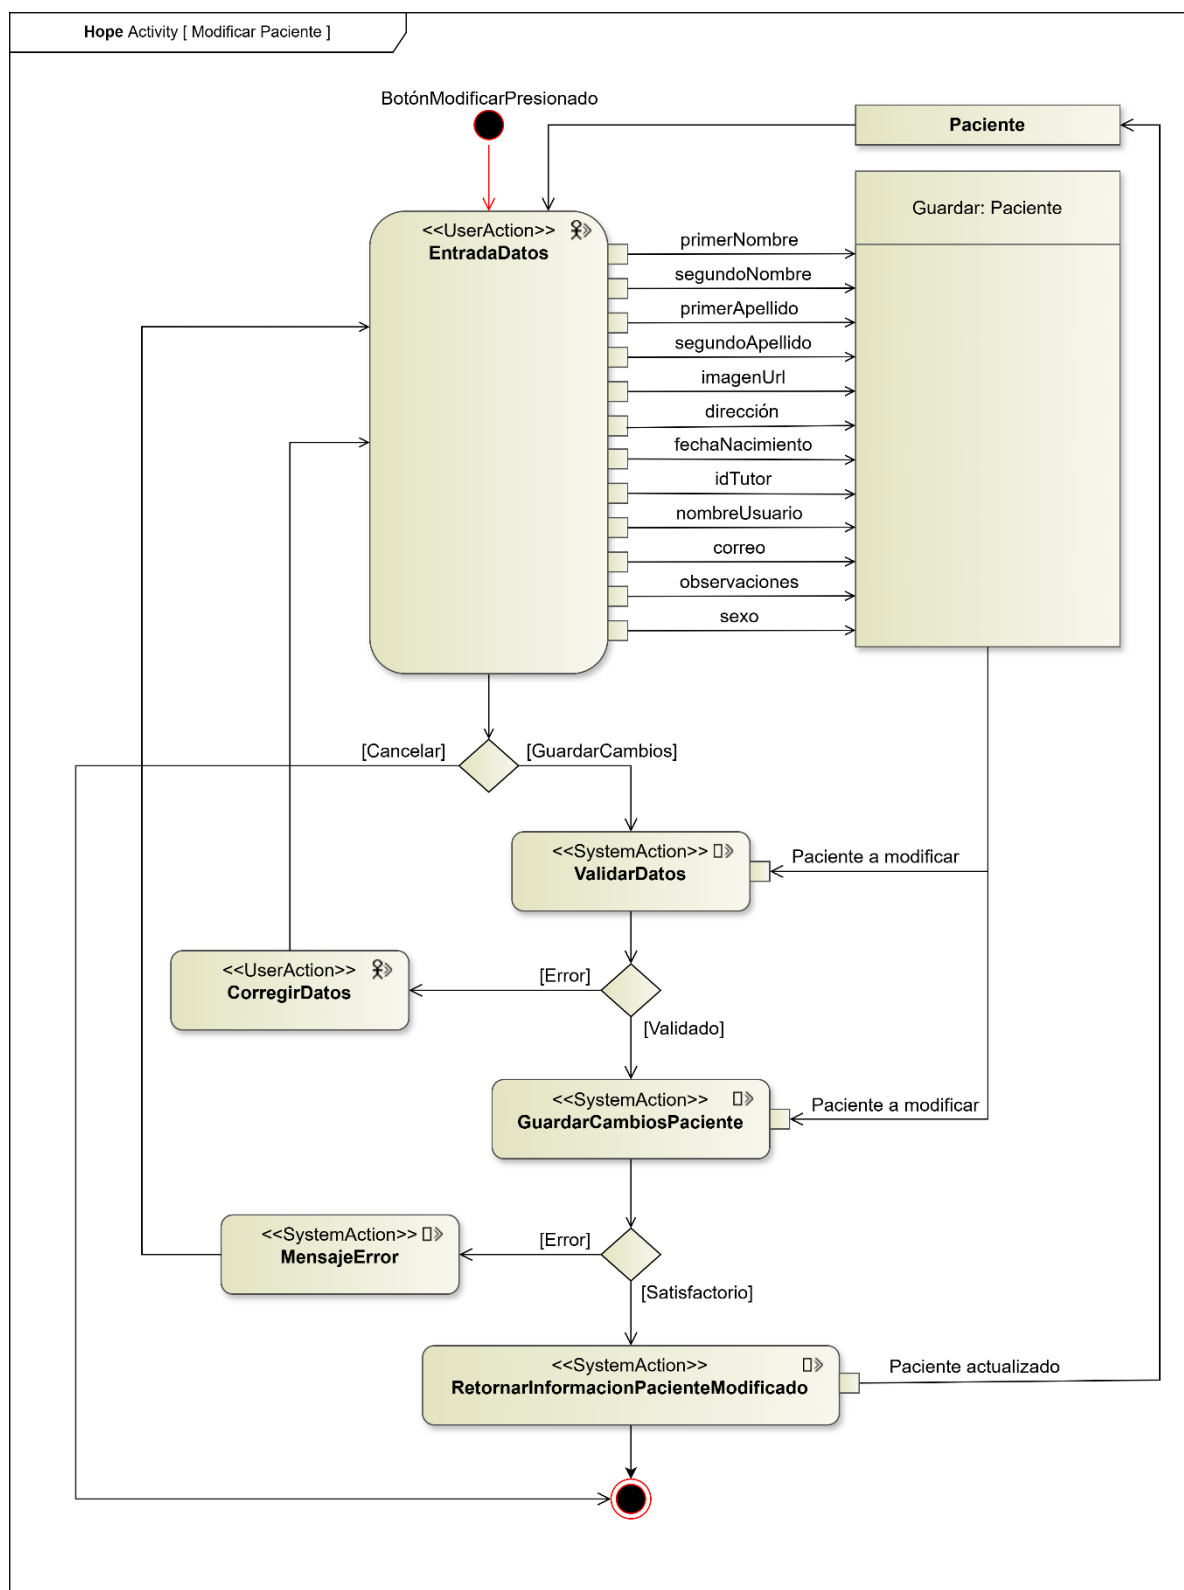 Hope Activity [ Modificar Paciente ]
BotónModificarPresionado
Paciente
Guardar: Paciente
<<UserAction>>
EntradaDatos
primerNombre
segundoNombre
primerApellido
segundoApellido
imagenUrl
dirección
fechaNacimiento
idTutor
nombreUsuario
correo
observaciones
sexo
[Cancelar]
[GuardarCambios]
<<SystemAction>>
ValidarDatos
Paciente a modificar
<<UserAction>>
CorregirDatos
[Error]
[Validado]
<<SystemAction>>
GuardarCambiosPaciente
Paciente a modificar
<<SystemAction>>
MensajeError
[Error]
[Satisfactorio]
<<SystemAction>>
RetornarInformacionPacienteModificado
Paciente actualizado